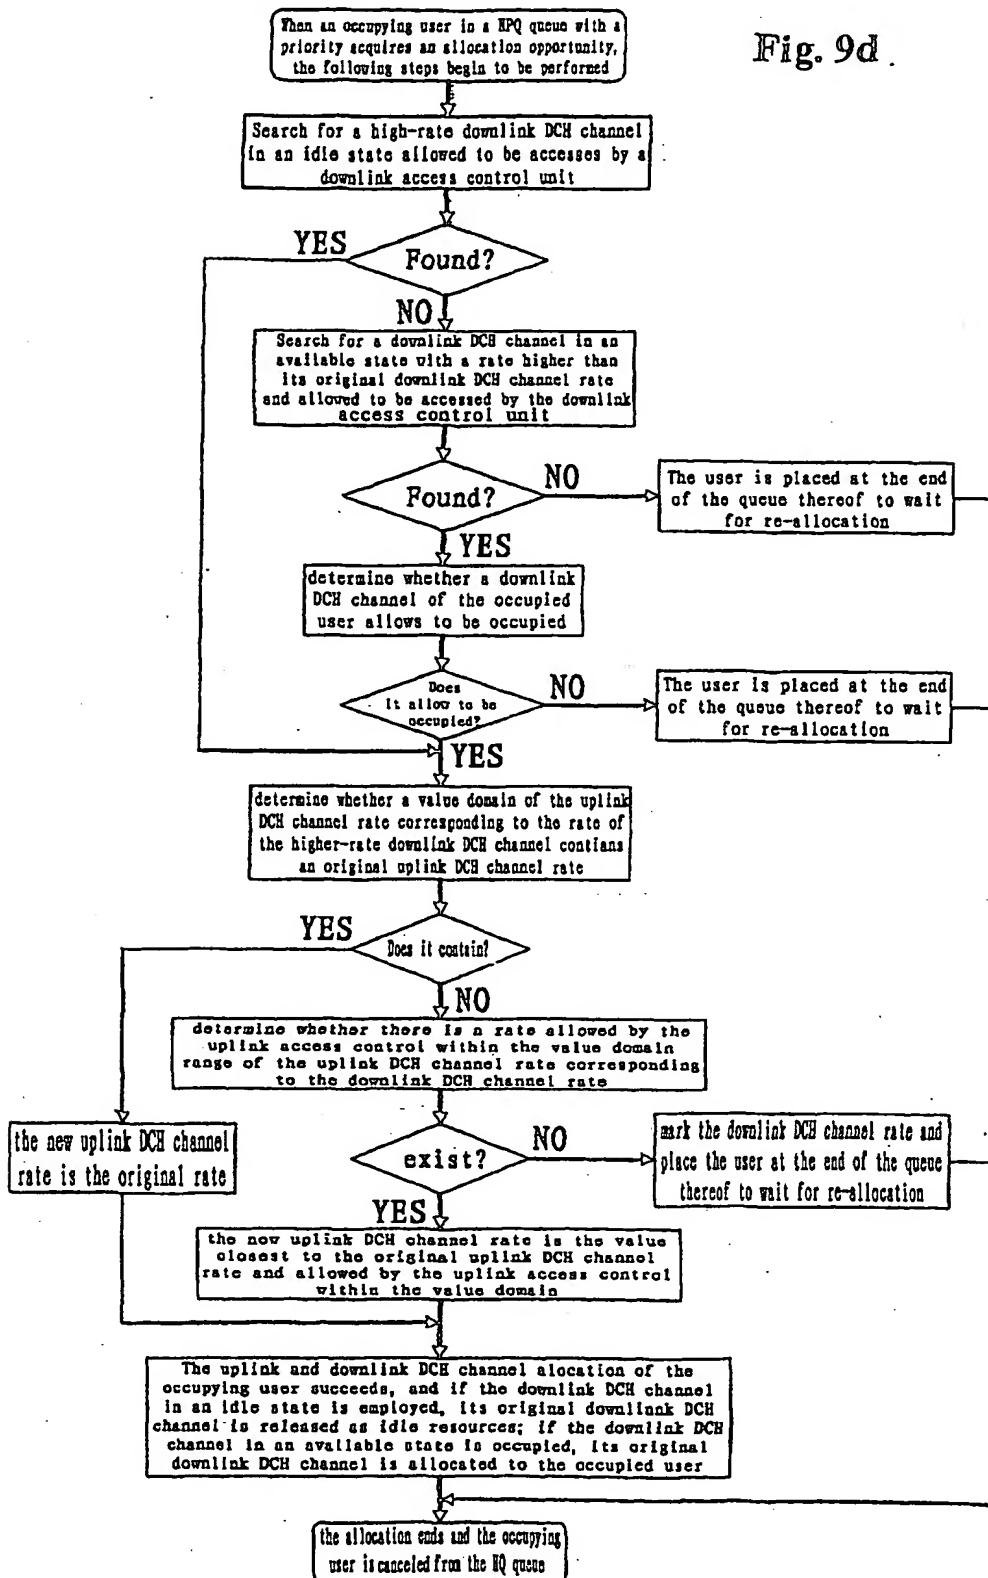 Fig. 9d
When an occupying user in a HPQ queue with a
priority acquires an allocation opportunity,
the following steps begin to be performed
Search for a high-rate downlink DCH channel
in an idle state allowed to be accesses by a
downlink access control unit
YES
Found?
NO
Search for a downlink DCH channel in an
available state with a rate higher than
its original downlink DCH channel rate
and allowed to be accessed by the downlink
access control unit
Found?
NO
The user is placed at the end
of the queue thereof to wait
for re-allocation
YES
determine whether a downlink
DCH channel of the occupied
user allows to be occupied
Does
it allow to be
occupied?
NO
The user is placed at the end
of the queue thereof to wait
for re-allocation
YES
determine whether a value domain of the uplink
DCH channel rate corresponding to the rate of
the higher-rate downlink DCH channel contians
an original uplink DCH channel rate
YES
Does it contain?
NO
determine whether there is a rate allowed by the
uplink access control within the value domain
range of the uplink DCH channel rate corresponding
to the downlink DCH channel rate
the new uplink DCH channel
rate is the original rate
exist?
NO
mark the downlink DCH channel rate and
place the user at the end of the queue
thereof to wait for re-allocation
YES
the new uplink DCH channel rate is the value
closest to the original uplink DCH channel
rate and allowed by the uplink access control
within the value domain
The uplink and downlink DCH channel alocation of the
occupying user succeeds, and if the downlink DCH channel
in an idle state is employed, its original downlinnk DCH
channel is released as idle resources; if the downlink DCH
channel in an available state is occupied, its original
downlink DCH channel is allocated to the occupied user
the allocation ends and the occupying
user is canceled from the HQ queue